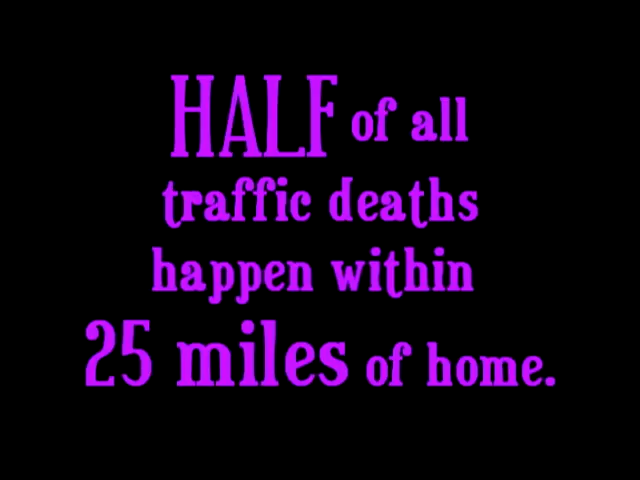 HALF of all
traffic deaths
happen within
25 miles of home.